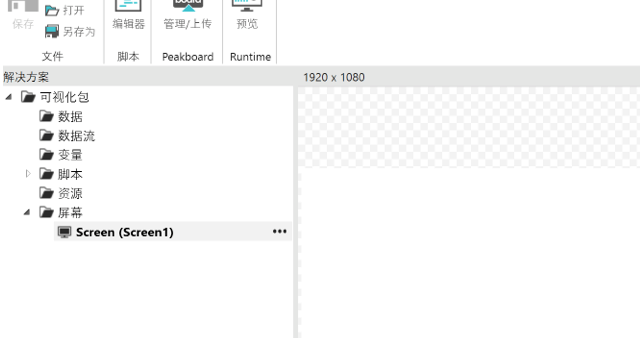 保存
打开
另存为
文件
编辑器
脚本
board
管理/上传
Peakboard
预览
Runtime
解决方案
1920 x 1080
可视化包
数据
数据流
变量
脚本
资源
屏幕
Screen (Screen1)